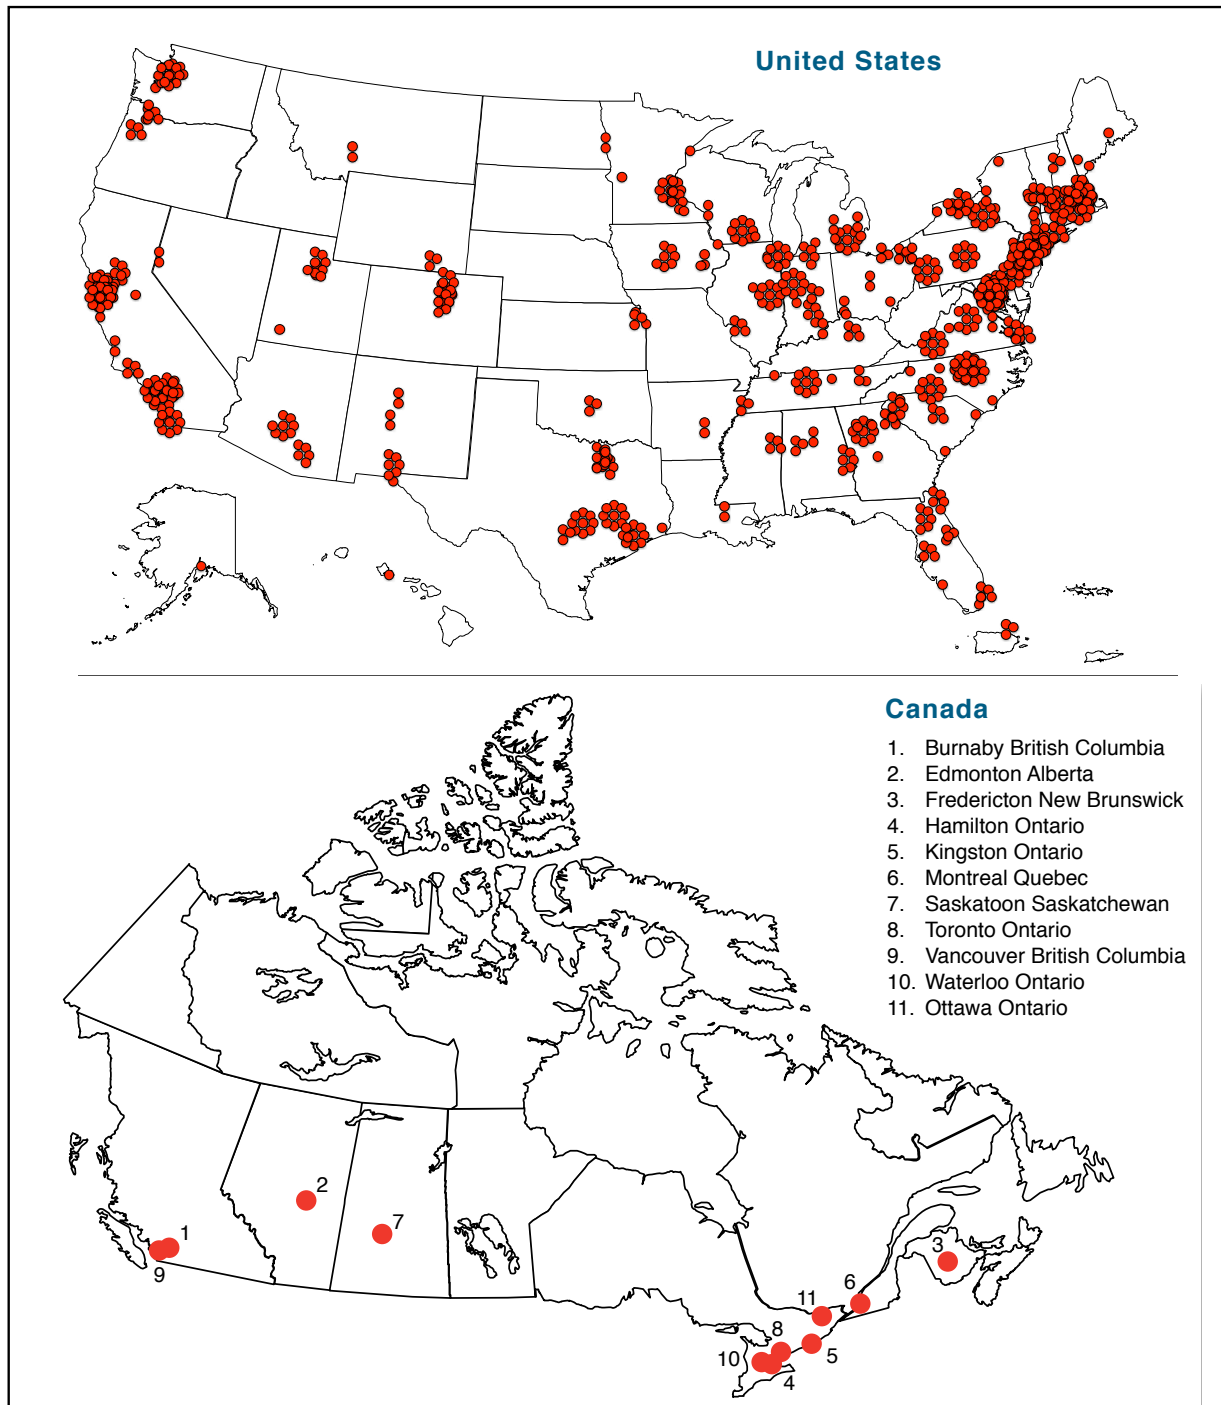 United States
Canada
1. Burnaby British Columbia
2. Edmonton Alberta
3. Fredericton New Brunswick
4. Hamilton Ontario
5. Kingston Ontario
6. Montreal Quebec
7. Saskatoon Saskatchewan
8. Toronto Ontario
9. Vancouver British Columbia
10. Waterloo Ontario
11. Ottawa Ontario
2
7
1
9
3
6
11
8
5
10
4